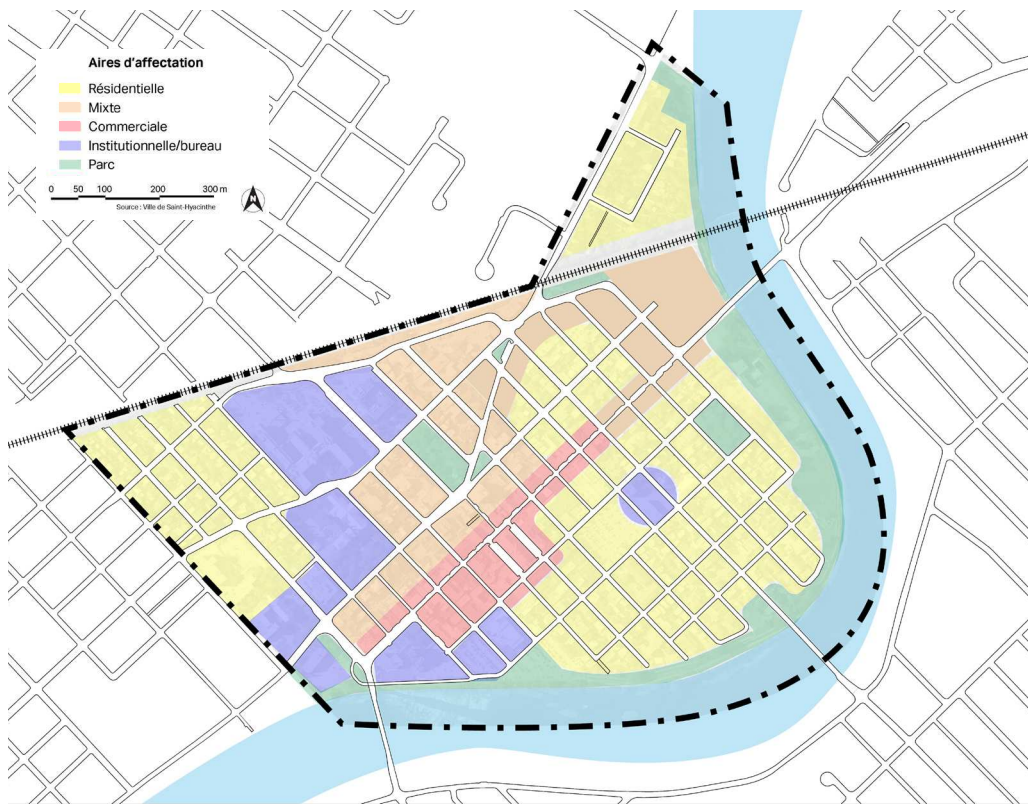 Aires d'affectation
Résidentielle
Mixte
Commerciale
Institutionnelle/bureau
Parc
0 50 100 200 300 m
Source : Ville de Saint-Hyacinthe
N